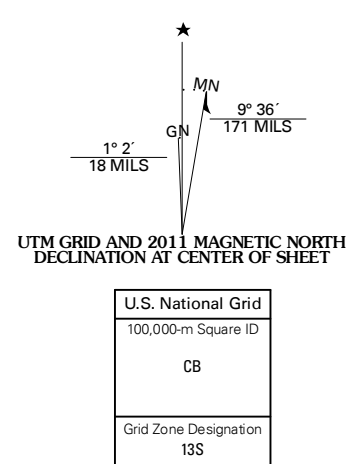 ★
MN
GN
9° 36´
171 MILS
1° 2´
18 MILS
UTM GRID AND 2011 MAGNETIC NORTH
DECLINATION AT CENTER OF SHEET
U.S. National Grid
100,000-m Square ID
CB
Grid Zone Designation
13S